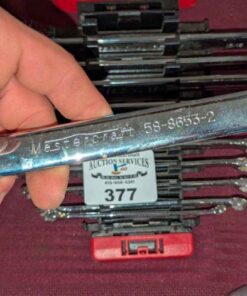 Mastercraft 58-8653-2
AUCTION SERVICES
377